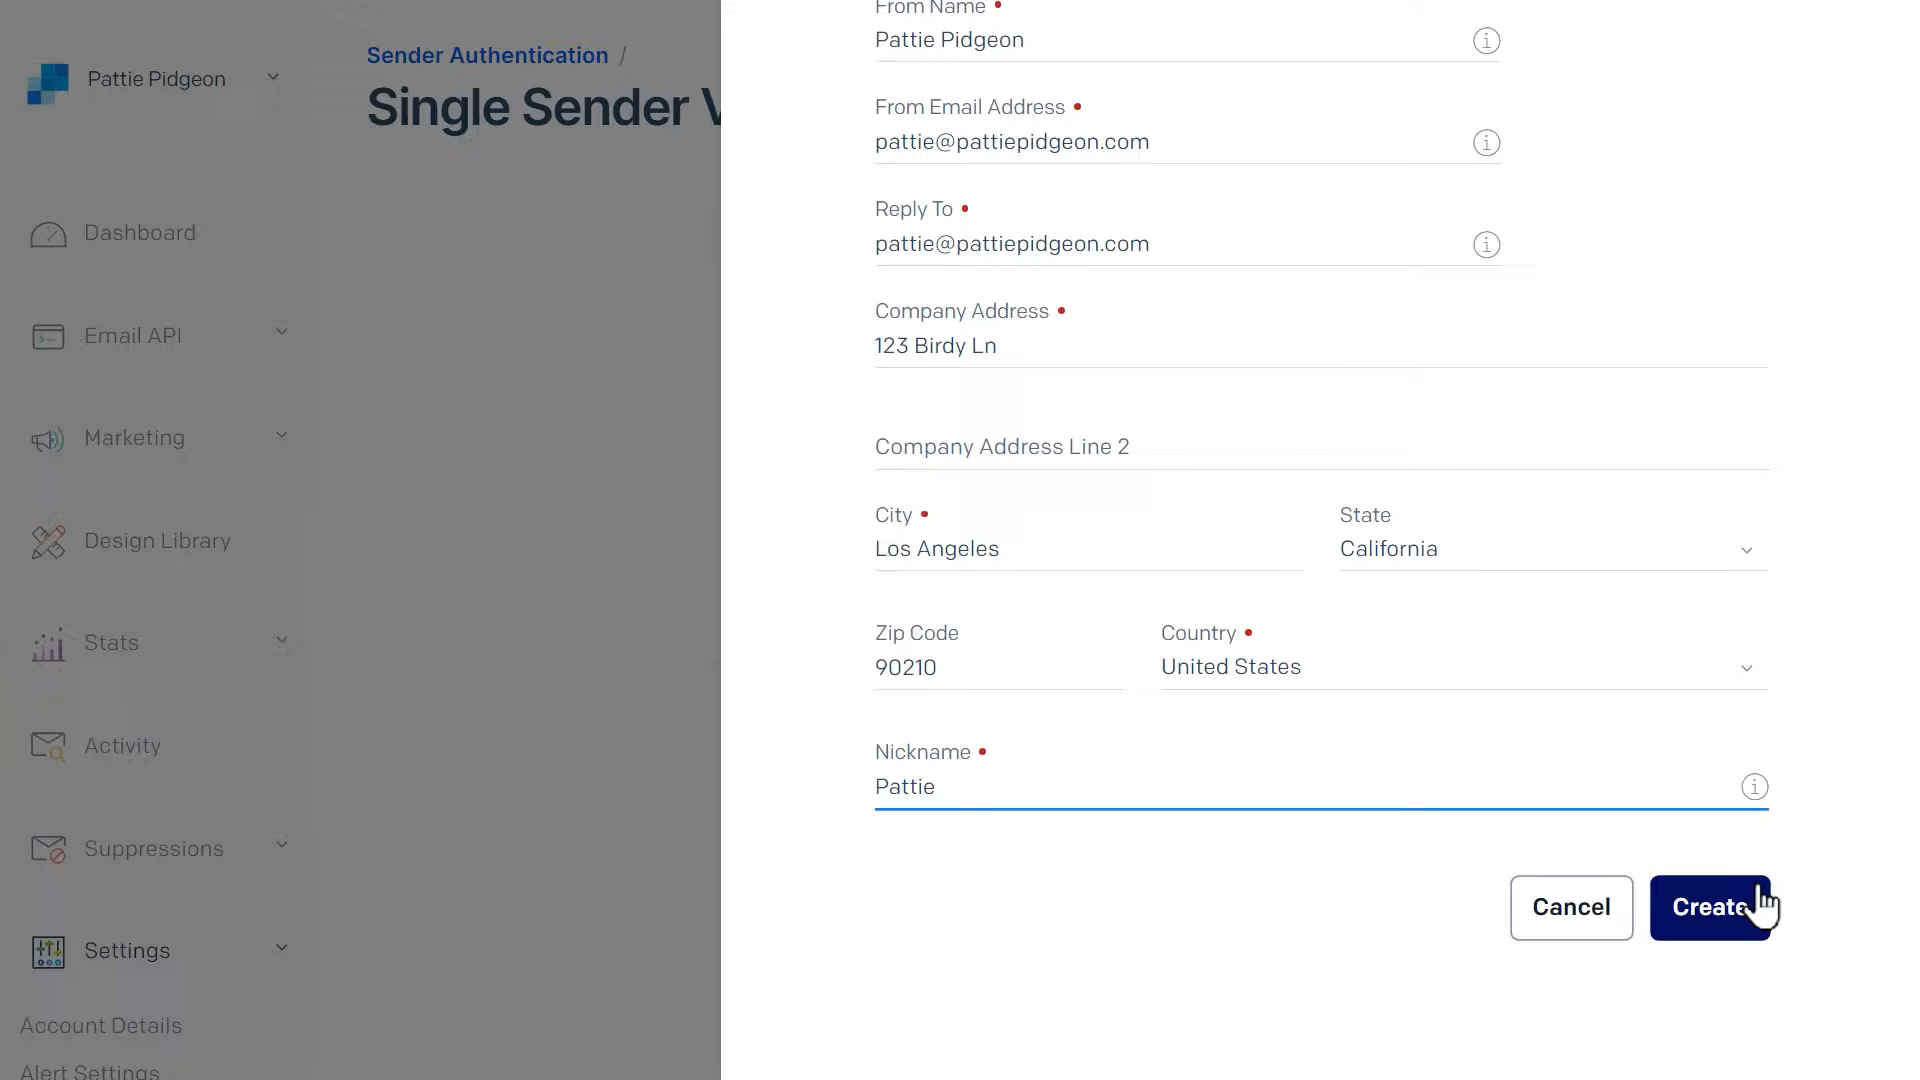 Pattie Pidgeon
Dashboard
Email API
Marketing
Design Library
Stats
Activity
Suppressions
Settings
Account Details
Alert Settings
Sender Authentication /
Single Sender V
From Name
Pattie Pidgeon
From Email Address
pattie@pattiepidgeon.com
Reply To
pattie@pattiepidgeon.com
Company Address
123 Birdy Ln
Company Address Line 2
City
State
Los Angeles
California
Zip Code
Country
90210
United States
Nickname
Pattie
Cancel
Create